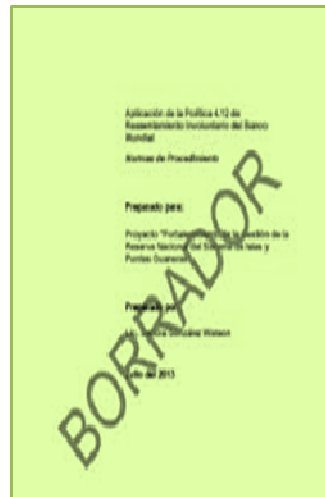 Aplicación de la Política 4.12 de
Reasentamiento Involuntario del Banco
Mundial
Normas de Procedimiento
Preparado para:
Proyecto "Fortalecimiento de la Gestión de la
Reserva Nacional del Sistema de Islas y
Puntas Guaneras"
Preparado por:
González Watson
Julio del 2013
BORRADOR